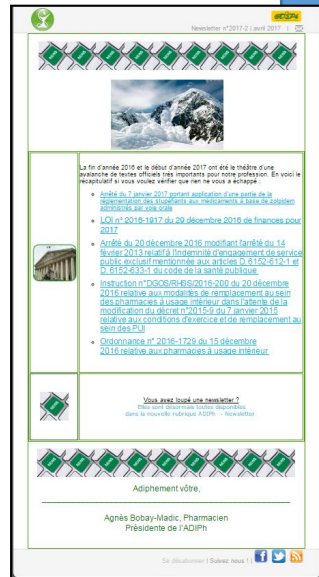 Newsletter n°2017-2 | avril 2017 |
La fin d'année 2016 et le début d'année 2017 ont été le théâtre d'une
avalanche de textes officiels très importants pour notre profession. En voici le
récapitulatif si vous voulez vérifier que rien ne vous a échappé :
Arrêté du 7 janvier 2017 portant application d'une partie de la
réglementation des stupéfiants aux médicaments à base de zolpidem
administrés par voie orale
LOI n° 2016-1917 du 29 décembre 2016 de finances pour
2017
Arrêté du 20 décembre 2016 modifiant l'arrêté du 14
février 2013 relatif à l'indemnité d'engagement de service
public exclusif mentionnée aux articles D. 6152-612-1 et
D. 6152-633-1 du code de la santé publique
Instruction n°DGOS/RHSS/2016-200 du 20 décembre
2016 relative aux modalités de remplacement au sein
des pharmacies à usage intérieur dans l'attente de la
modification du décret n°2015-9 du 7 janvier 2015
relative aux conditions d'exercice et de remplacement au
sein des PUI
Ordonnance n° 2016-1729 du 15 décembre
2016 relative aux pharmacies à usage intérieur
Vous avez loupé une newsletter ?
Elles sont désormais toutes disponibles
dans la nouvelle rubrique ADIPh - Newsletter
Adiphement vôtre,
Agnès Bobay-Madic, Pharmacien
Présidente de l'ADIPh
Se désabonner | Suivez nous ! |